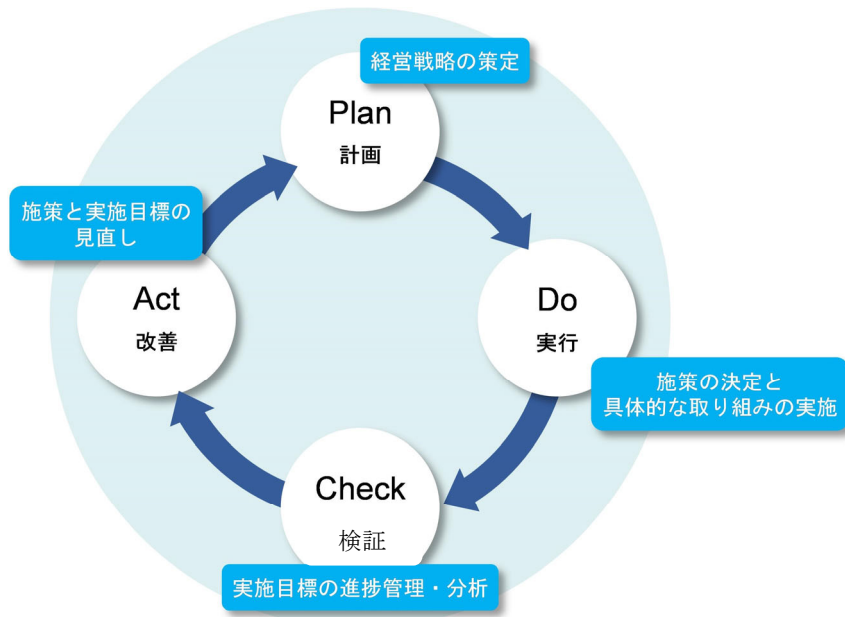 経営戦略の策定
Plan
計画
施策と実施目標の
見直し
Act
改善
Do
実行
施策の決定と
具体的な取り組みの実施
Check
検証
実施目標の進捗管理・分析